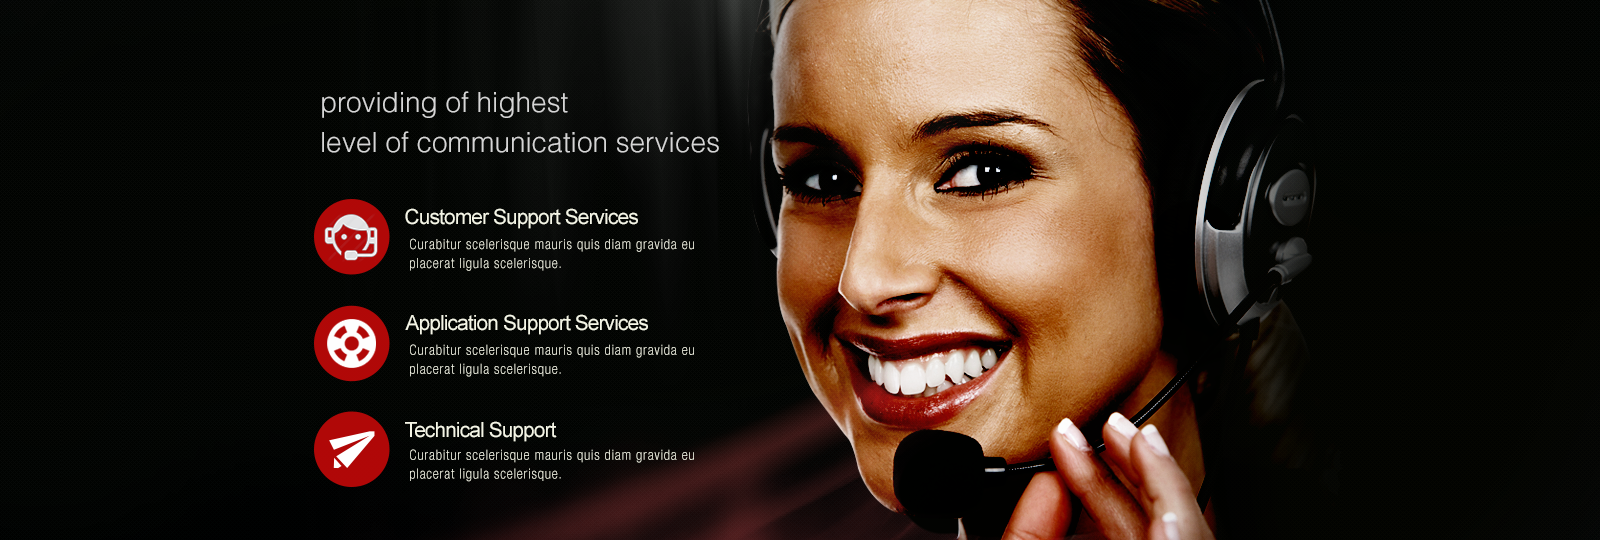 providing of highest
level of communication services
Customer Support Services
Curabitur scelerisque mauris quis diam gravida eu
placerat ligula scelerisque.
Application Support Services
Curabitur scelerisque mauris quis diam gravida eu
placerat ligula scelerisque.
Technical Support
Curabitur scelerisque mauris quis diam gravida eu
placerat ligula scelerisque.